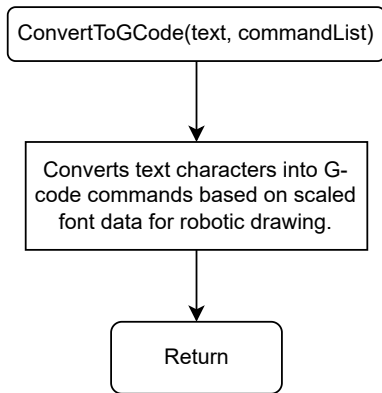 ConvertToGCode(text, commandList)
Converts text characters into G-
code commands based on scaled
font data for robotic drawing.
Return